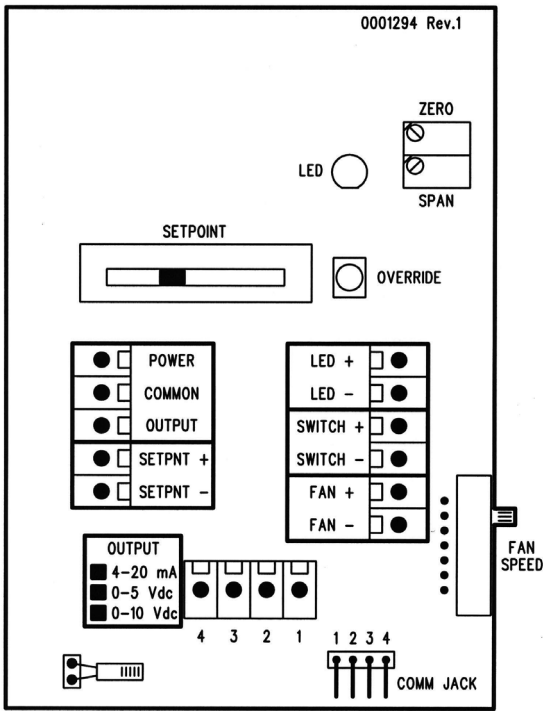 0001294 Rev.1
ZERO
LED
SPAN
SETPOINT
OVERRIDE
POWER
COMMON
OUTPUT
SETPNT +
SETPNT -
LED +
LED -
SWITCH +
SWITCH -
FAN +
FAN -
FAN
SPEED
OUTPUT
4-20 mA
0-5 Vdc
0-10 Vdc
4 3 2 1
1 2 3 4
COMM JACK